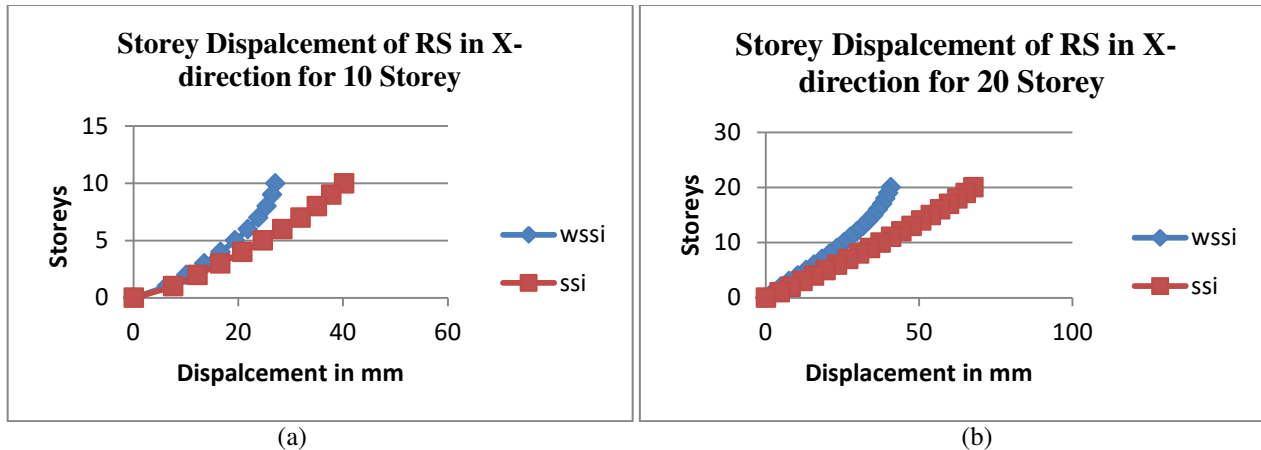 Storey Dispalcement of RS in X-
direction for 10 Storey
15
10
5
0
Storeys
0 20 40 60
Dispalcement in mm
wssi
ssi
(a)
Storey Dispalcement of RS in X-
direction for 20 Storey
30
20
10
0
Storeys
0 50 100
Displacement in mm
wssi
ssi
(b)